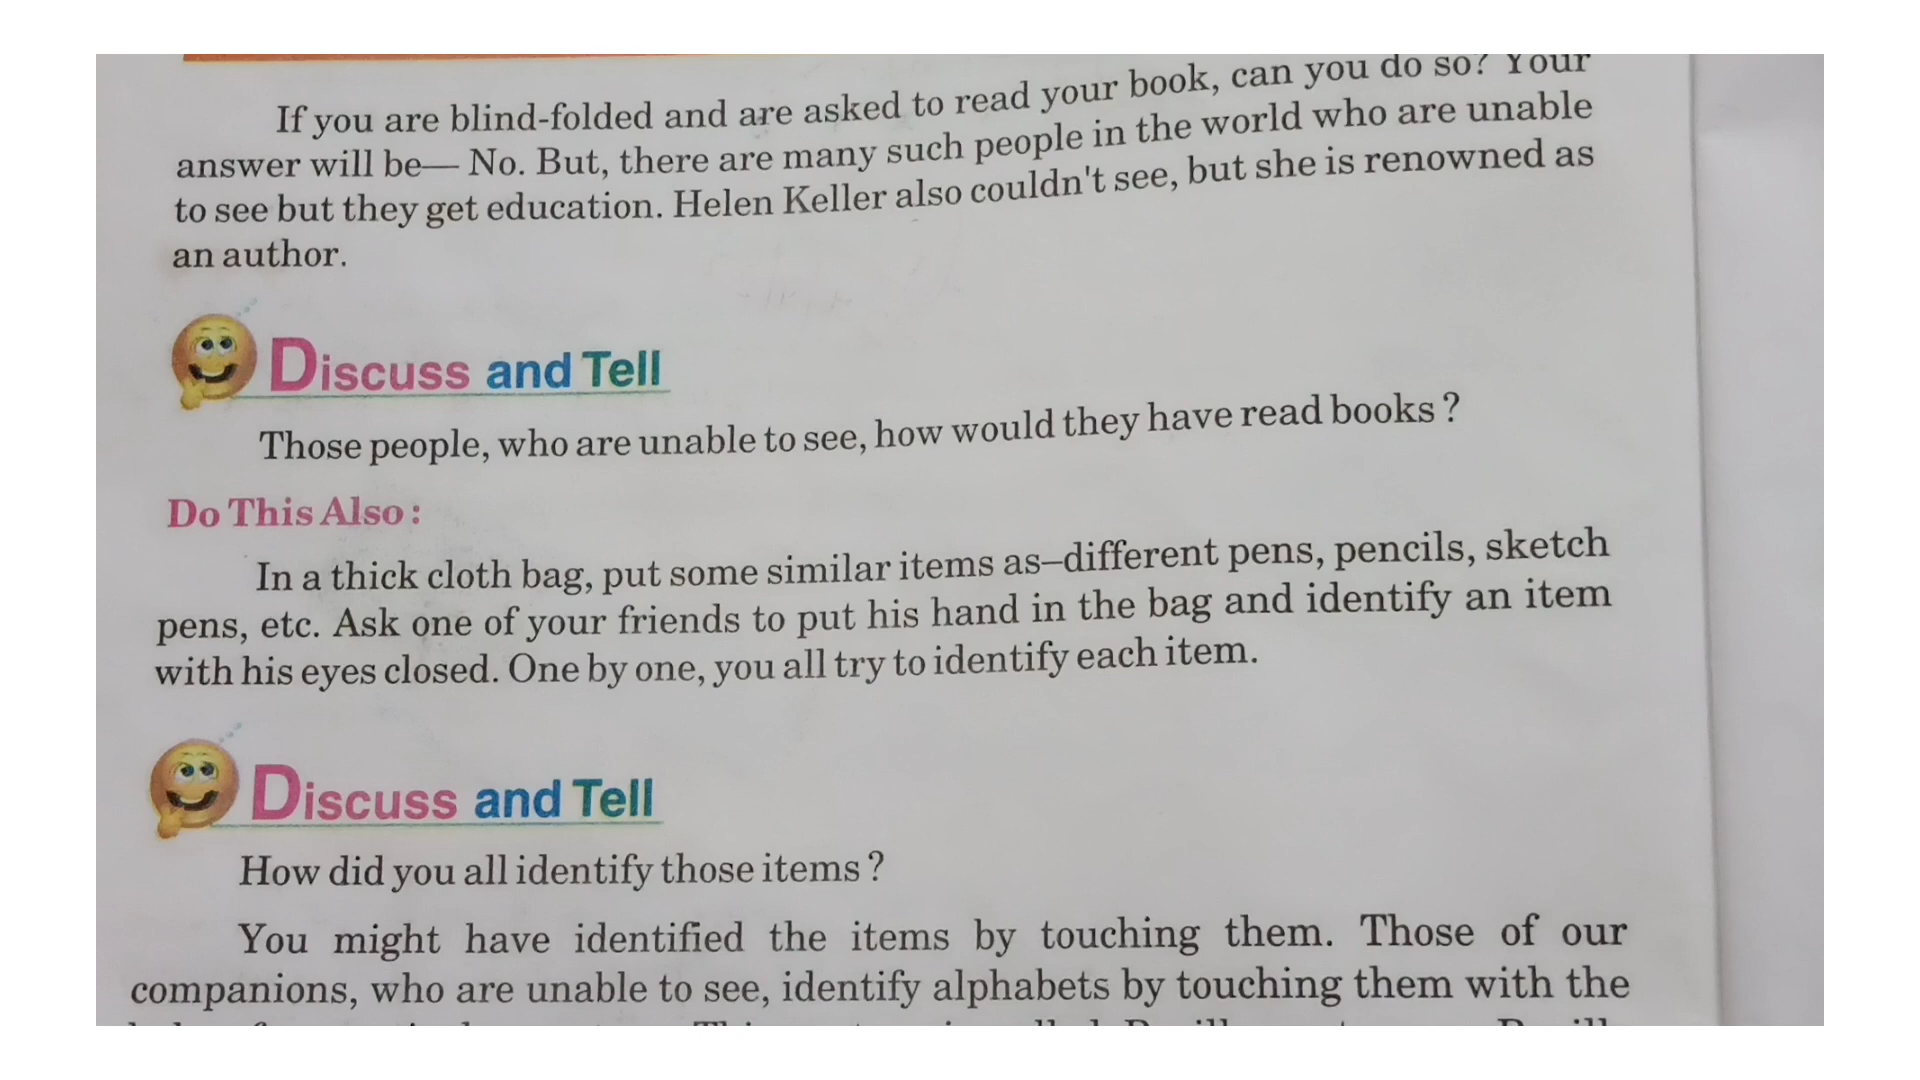 If you are blind-folded and are asked to read your book, can you do so? Your
answer will be— No. But, there are many such people in the world who are unable
to see but they get education. Helen Keller also couldn't see, but she is renowned as
an author.
Discuss and Tell
Those people, who are unable to see, how would they have read books ?
Do This Also :
In a thick cloth bag, put some similar items as–different pens, pencils, sketch
pens, etc. Ask one of your friends to put his hand in the bag and identify an item
with his eyes closed. One by one, you all try to identify each item.
Discuss and Tell
How did you all identify those items ?
You might have identified the items by touching them. Those of our
companions, who are unable to see, identify alphabets by touching them with the